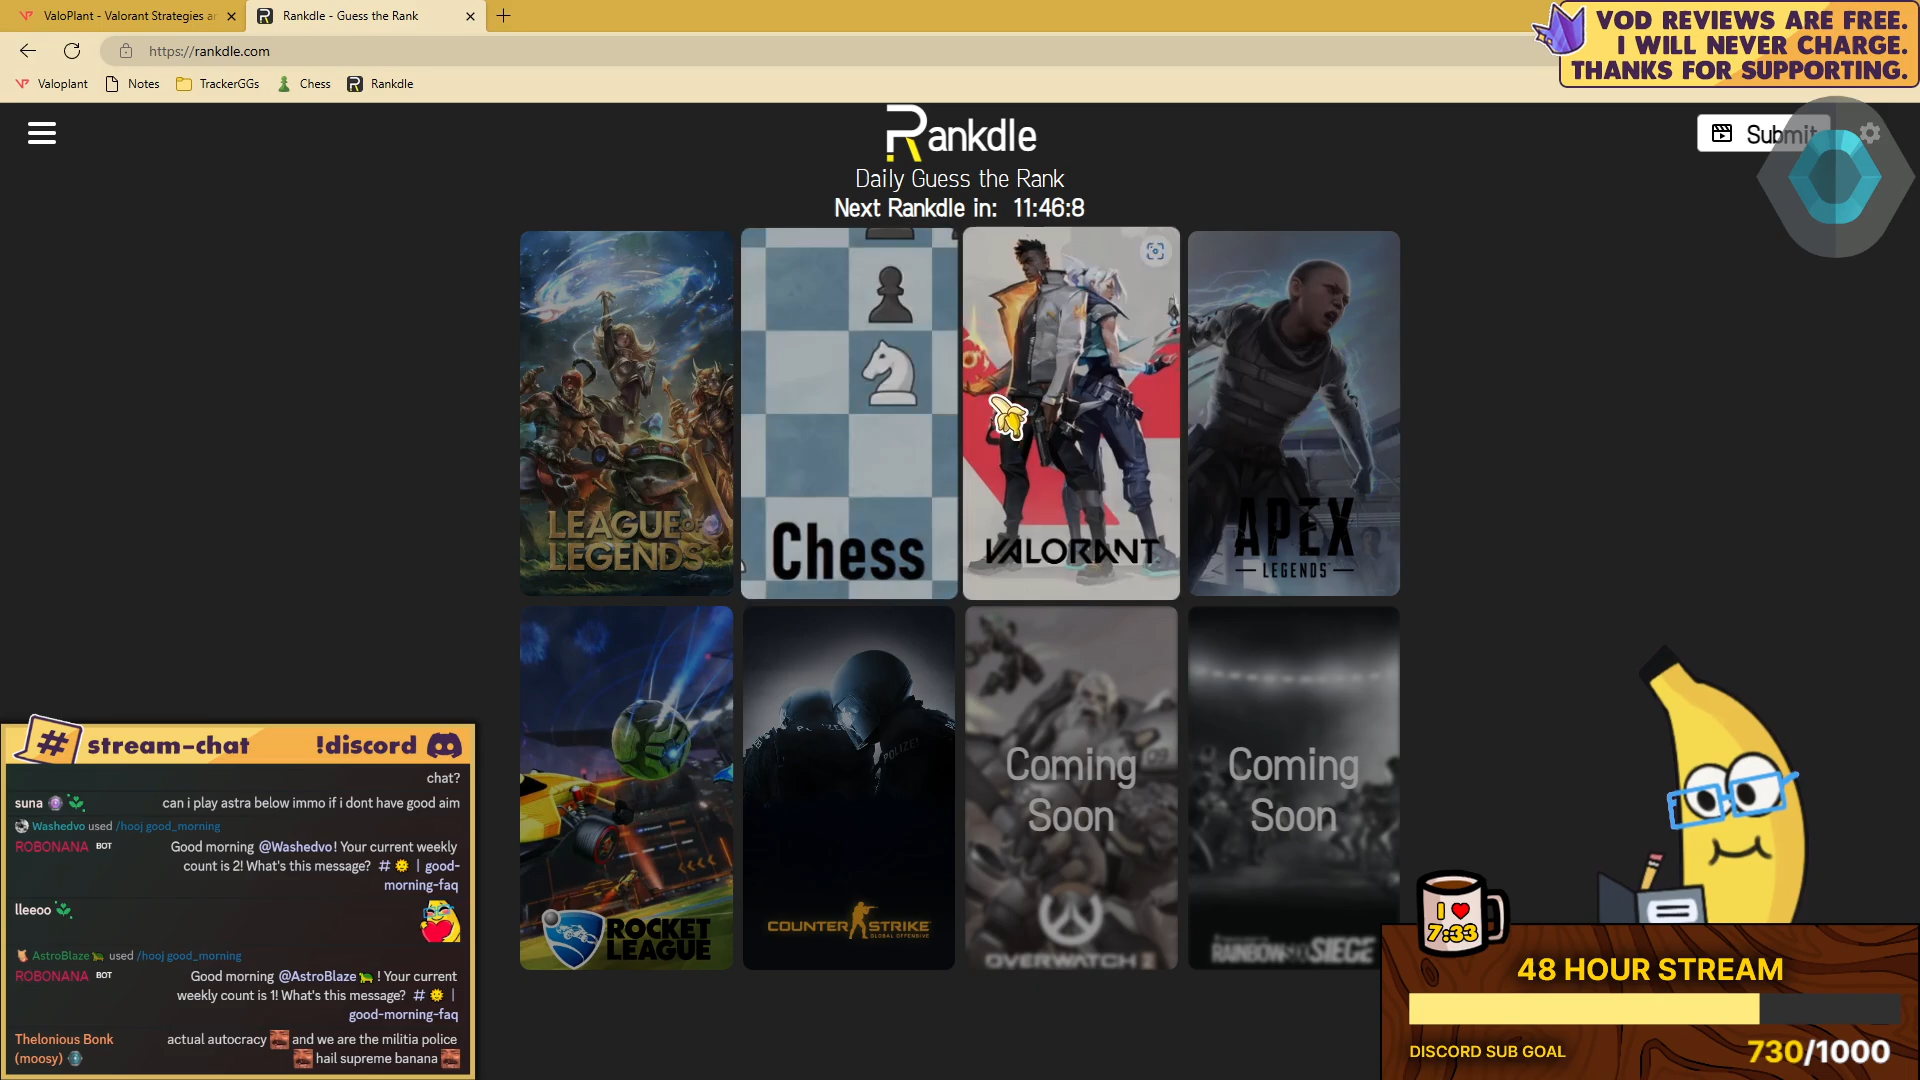 ValoPlant - Valorant Strategies ar
Rankdle - Guess the Rank
https://rankdle.com
Valoplant
Notes
TrackerGGs
Chess
Rankdle
VOD REVIEWS ARE FREE.
I WILL NEVER CHARGE.
THANKS FOR SUPPORTING.
Rankdle
Submit
Daily Guess the Rank
Next Rankdle in: 11:46:8
LEAGUE OF
LEGENDS
Chess
VALORANT
APEX
LEGENDS
ROCKET
LEAGUE
POLIZEI
COUNTER STRIKE
GLOBAL OFFENSIVE
Coming
Soon
OVERWATCH 2
Coming
Soon
RAINBOW SIX SIEGE
# stream-chat !discord
chat?
suna can i play astra below immo if i dont have good aim
Washedvo used /hooj good_morning
ROBONANA BOT Good morning @Washedvo! Your current weekly
count is 2! What's this message? # | good-
morning-faq
lleeoo
AstroBlaze used /hooj good_morning
ROBONANA BOT Good morning @AstroBlaze ! Your current
weekly count is 1! What's this message? # |
good-morning-faq
Thelonious Bonk actual autocracy and we are the militia police
(moosy) hail supreme banana
I ❤
7:33
48 HOUR STREAM
DISCORD SUB GOAL
730/1000